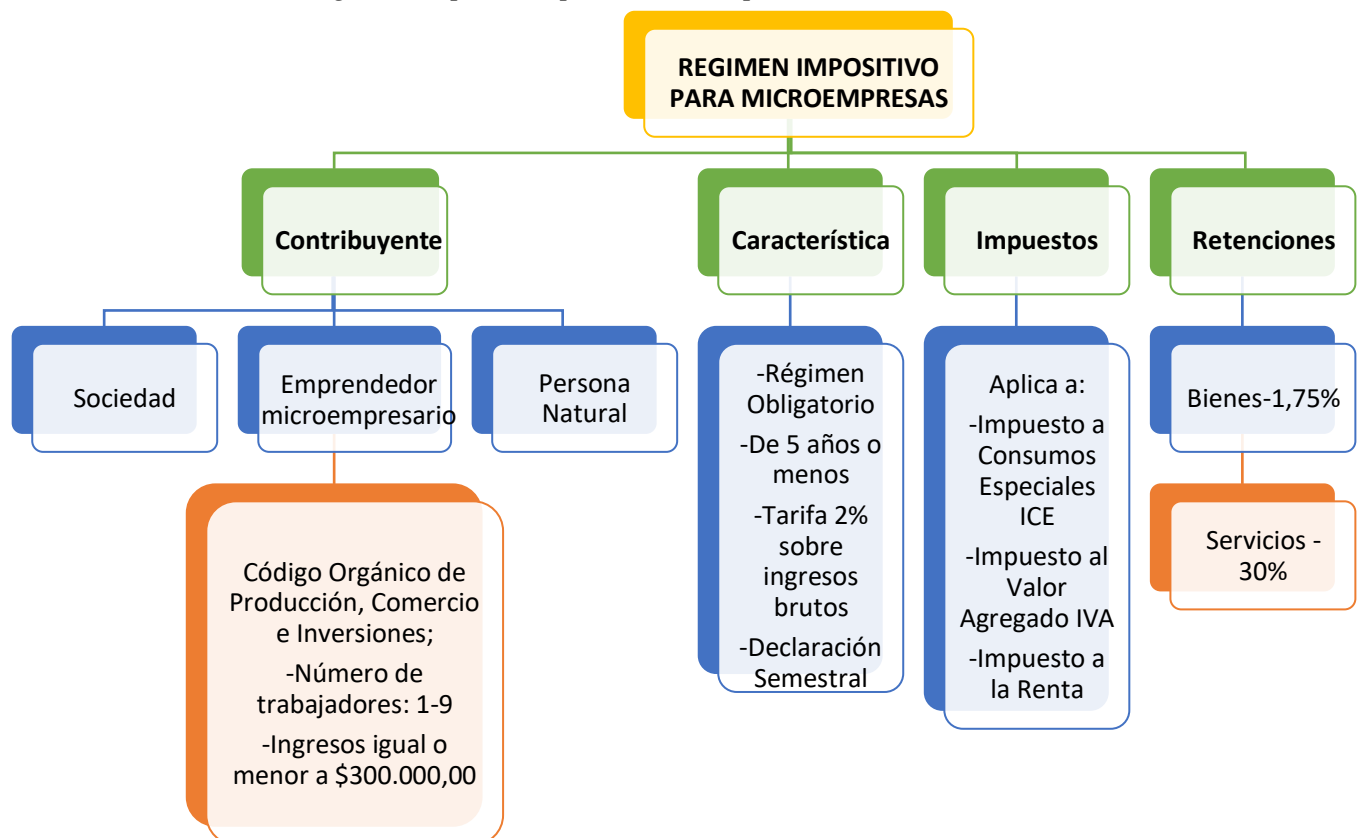 REGIMEN IMPOSITIVO
PARA MICROEMPRESAS
Contribuyente
Característica
Impuestos
Retenciones
Sociedad
Emprendedor
microempresario
Persona
Natural
Código Orgánico de
Producción, Comercio
e Inversiones;
-Número de
trabajadores: 1-9
-Ingresos igual o
menor a $300.000,00
-Régimen
Obligatorio
-De 5 años o
menos
-Tarifa 2%
sobre
ingresos
brutos
-Declaración
Semestral
Aplica a:
-Impuesto a
Consumos
Especiales
ICE
-Impuesto al
Valor
Agregado IVA
-Impuesto a
la Renta
Bienes-1,75%
Servicios -
30%